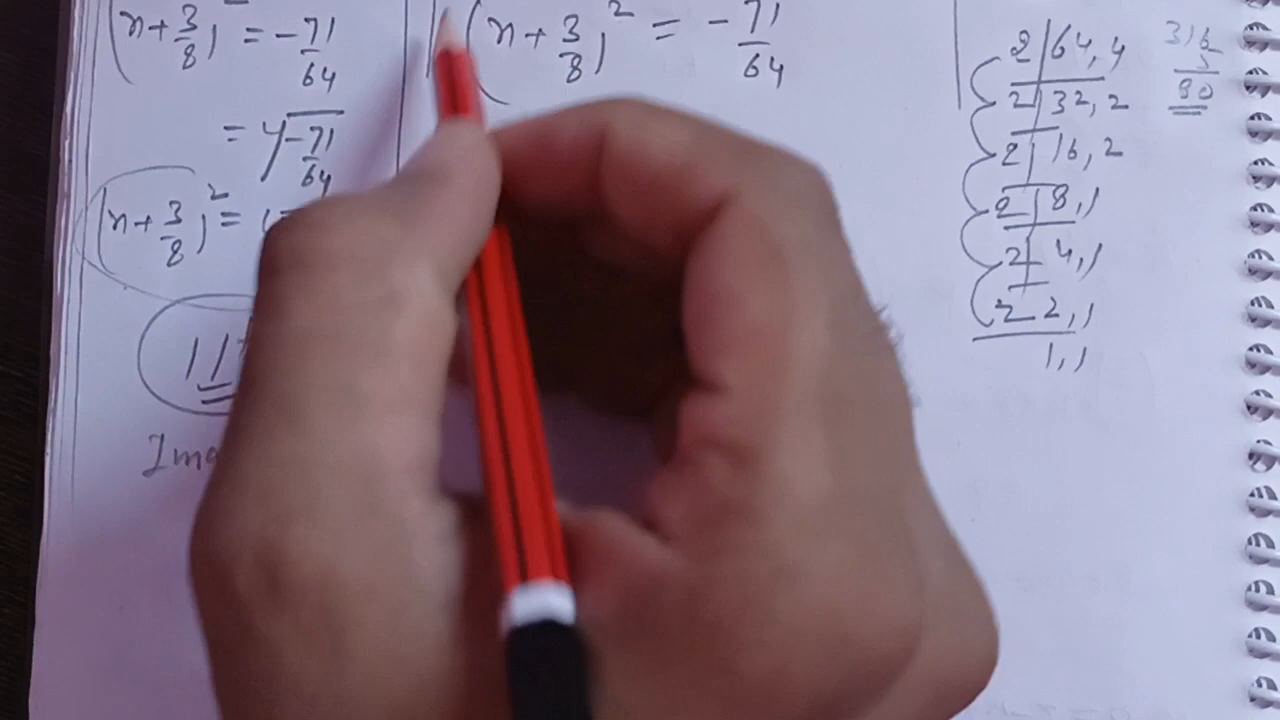 (x + 3/8)² = -71/64
= √-71/64
(x + 3/8)² =
11
Ima
(x + 3/8)² = -71/64
2 | 64, 4
2 | 32, 2
2 | 16, 2
2 | 8, 1
2 | 4, 1
2 2, 1
1, 1
316
5
80